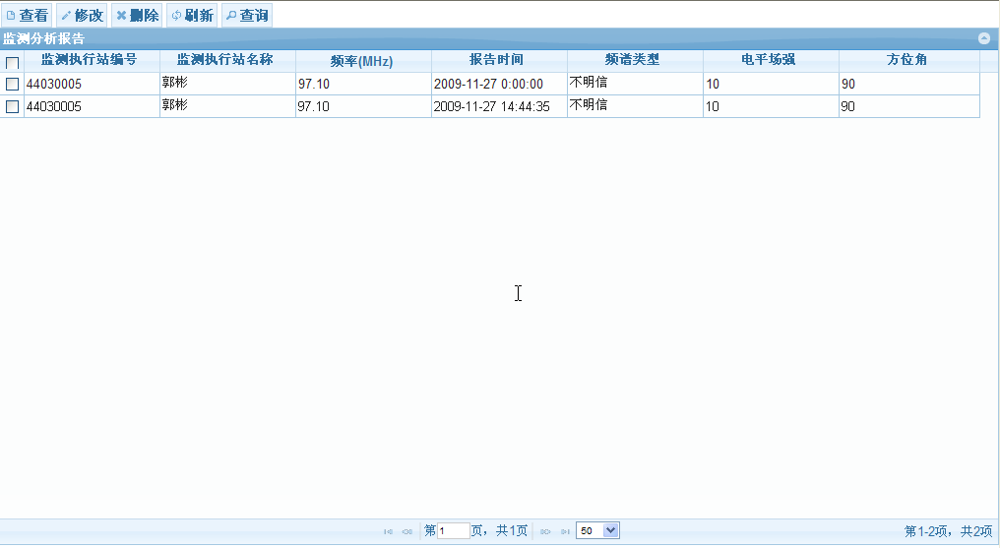 查看 修改 删除 刷新 查询
监测分析报告
监测执行站编号 监测执行站名称 频率(MHz) 报告时间 频谱类型 电平场强 方位角
44030005 郭彬 97.10 2009-11-27 0:00:00 不明信 10 90
44030005 郭彬 97.10 2009-11-27 14:44:35 不明信 10 90
第 1 页，共1页 50 第1-2项，共2项